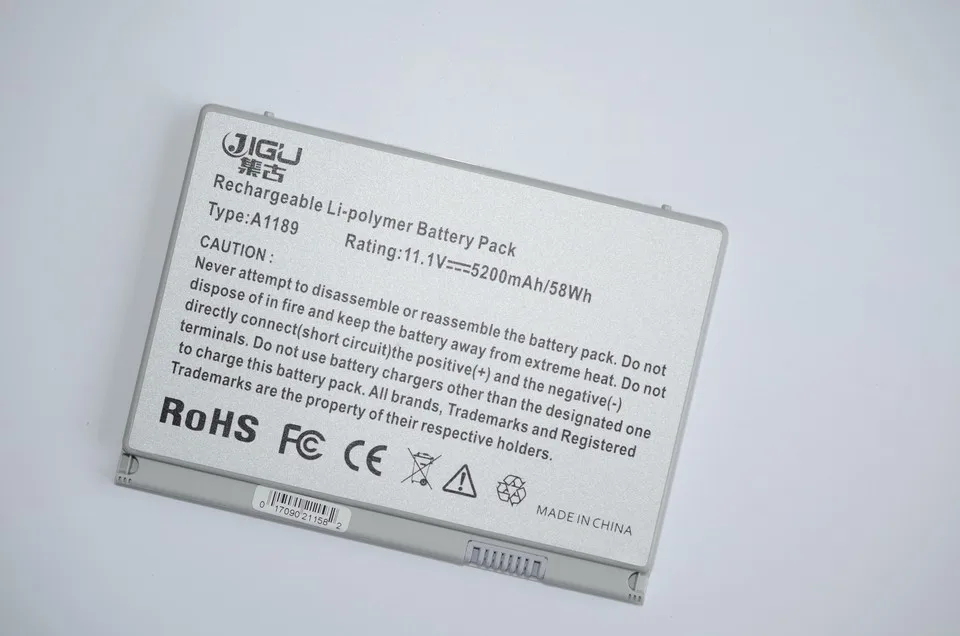 JIGU
集古
Rechargeable Li-polymer Battery Pack
Type:A1189 Rating:11.1V⎓5200mAh/58Wh
CAUTION :
Never attempt to disassemble or reassemble the battery pack. Do not
dispose of in fire and keep the battery away from extreme heat. Do not
directly connect(short circuit)the positive(+) and the negative(-)
terminals. Do not use battery chargers other than the designated one
to charge this battery pack. All brands, Trademarks and Registered
Trademarks are the property of their respective holders.
RoHS FC CE
MADE IN CHINA
0 17090 21158 2